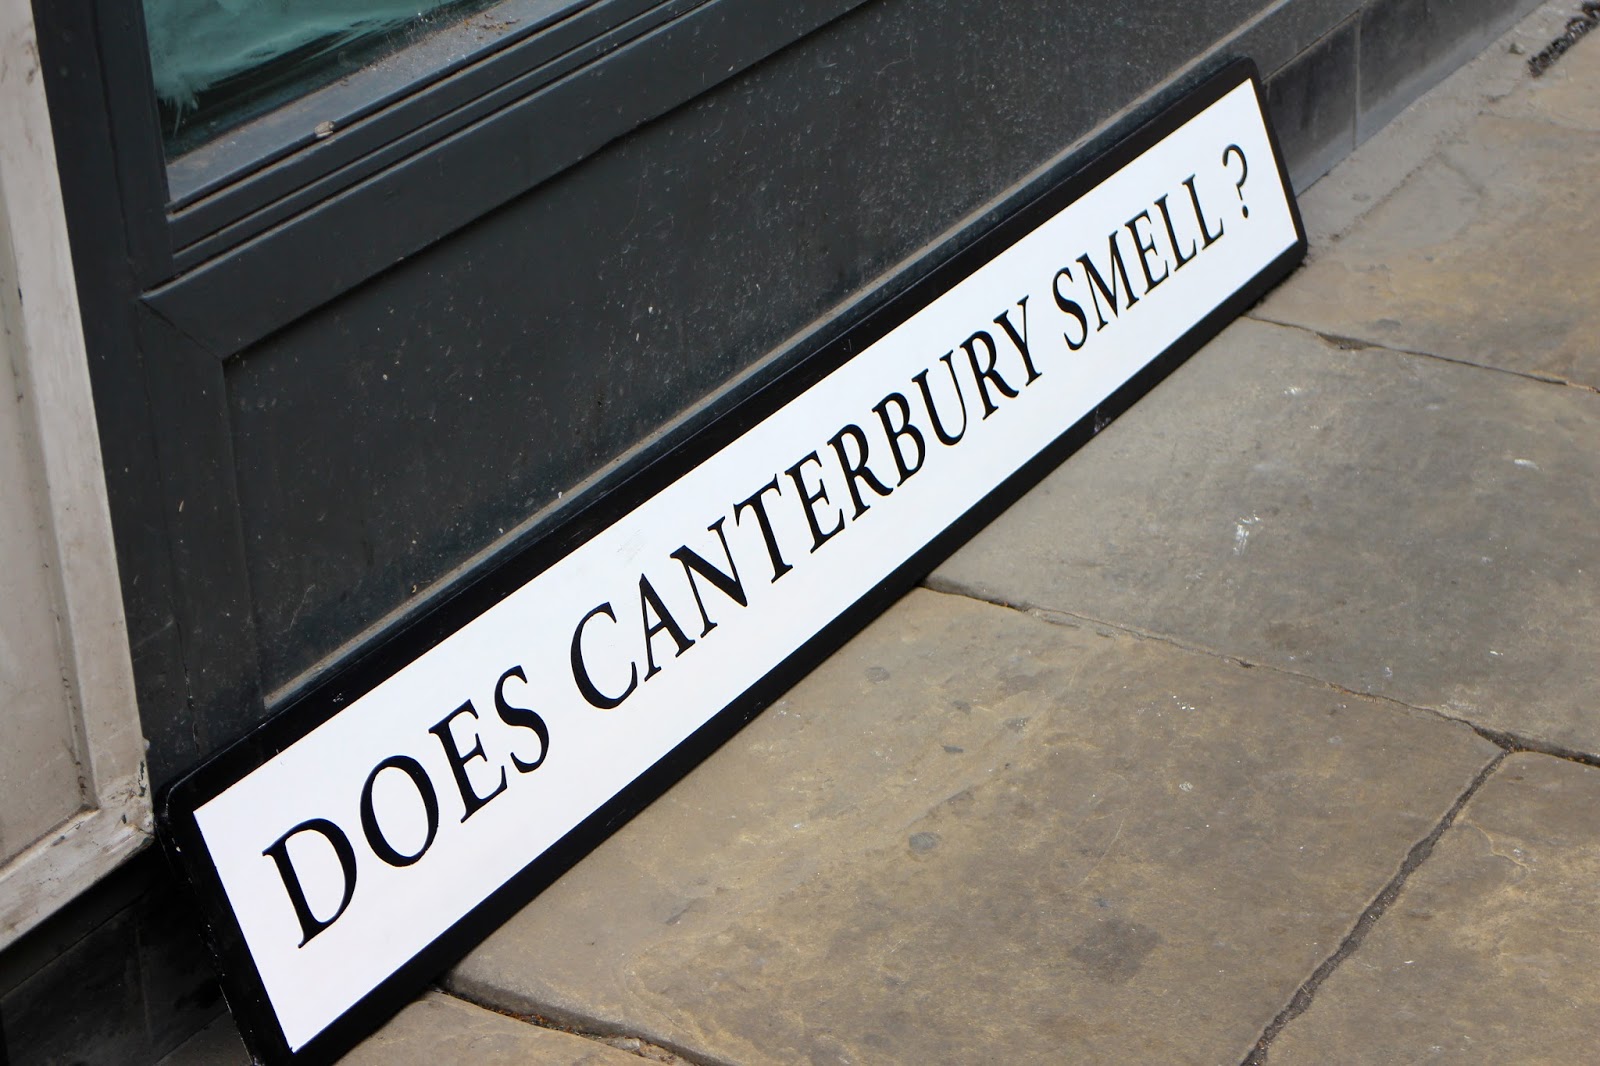 DOES CANTERBURY SMELL ?